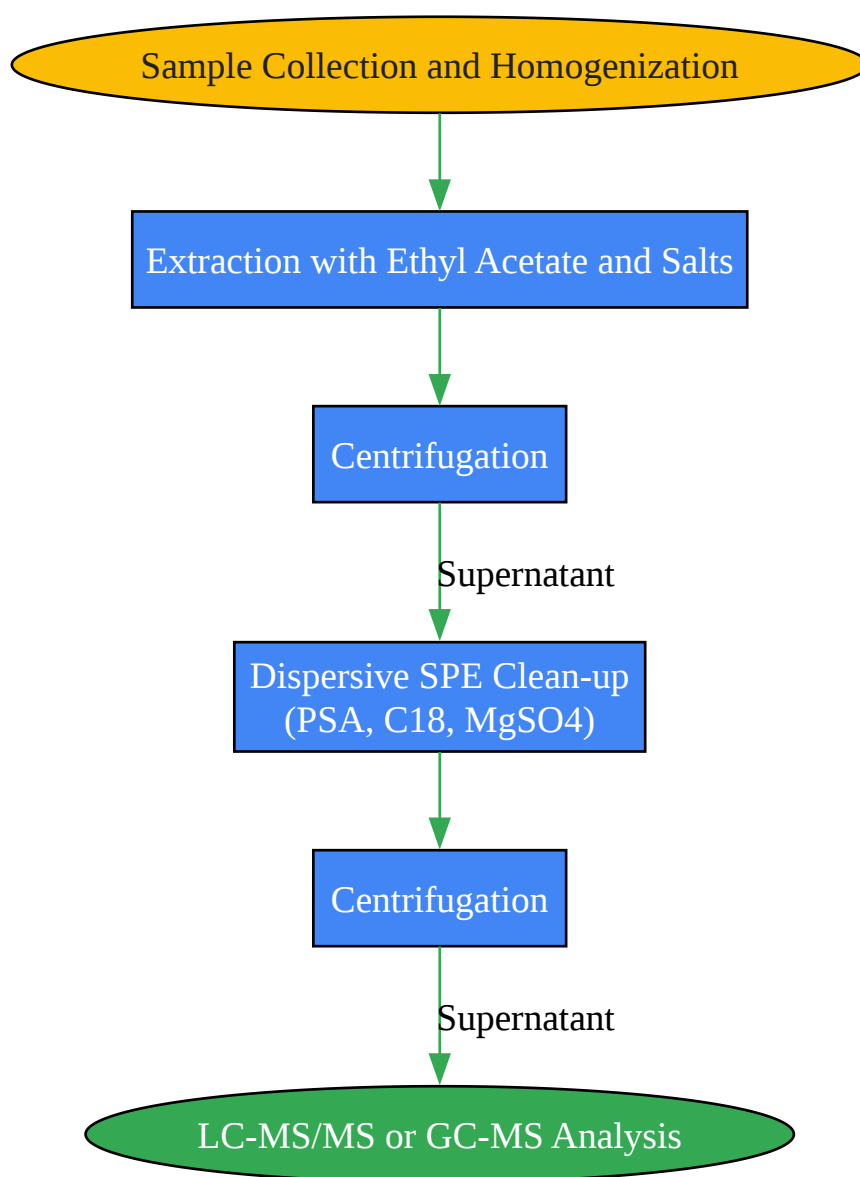 Sample Collection and Homogenization
Extraction with Ethyl Acetate and Salts
Centrifugation
Supernatant
Dispersive SPE Clean-up
(PSA, C18, MgSO4)
Centrifugation
Supernatant
LC-MS/MS or GC-MS Analysis